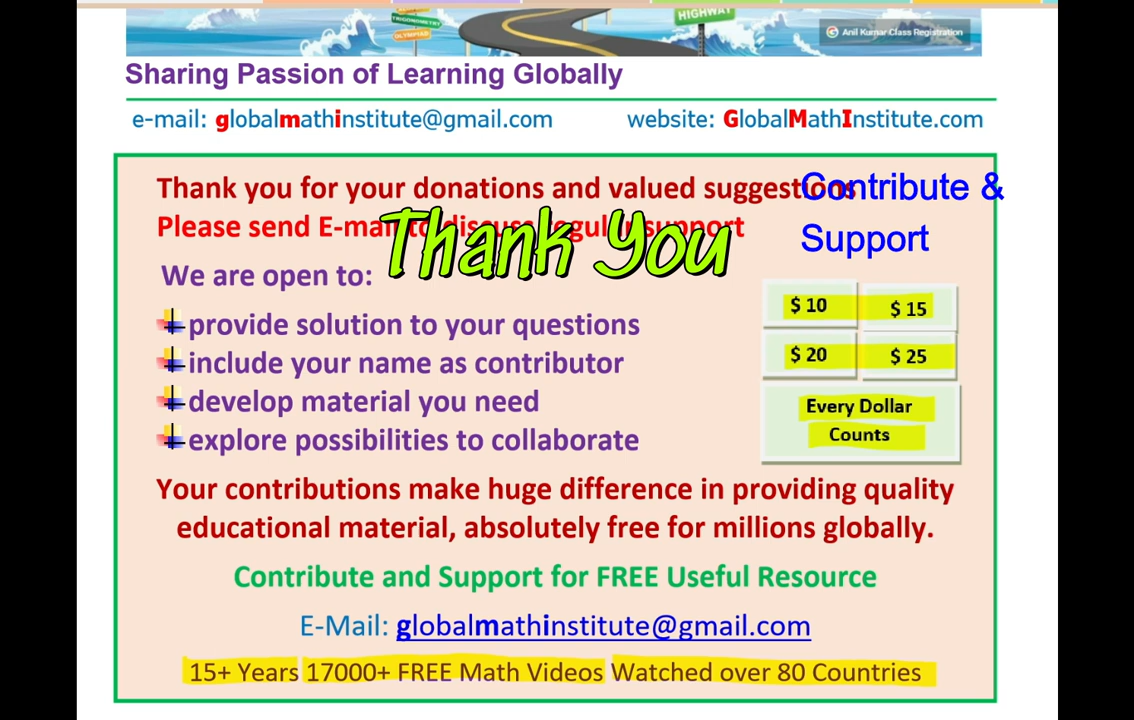 TRIGONOMETRY
OLYMPIAD
HIGHWAY
Anil Kumar Class Registration
Sharing Passion of Learning Globally
e-mail: globalmathinstitute@gmail.com
website: GlobalMathInstitute.com
Thank you for your donations and valued suggestions
Contribute &
Support
Please send E-mail to discuss regular support
Thank You
We are open to:
provide solution to your questions
include your name as contributor
develop material you need
explore possibilities to collaborate
$ 10
$ 15
$ 20
$ 25
Every Dollar
Counts
Your contributions make huge difference in providing quality
educational material, absolutely free for millions globally.
Contribute and Support for FREE Useful Resource
E-Mail: globalmathinstitute@gmail.com
15+ Years 17000+ FREE Math Videos Watched over 80 Countries